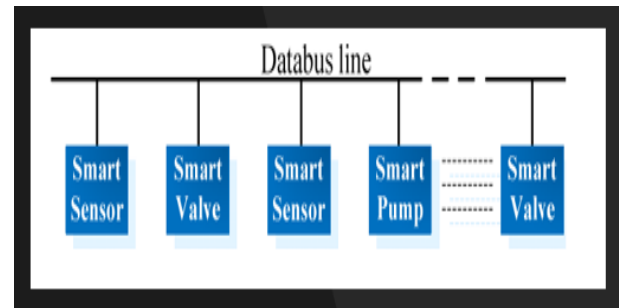 Databus line
Smart Sensor
Smart Valve
Smart Sensor
Smart Pump
Smart Valve